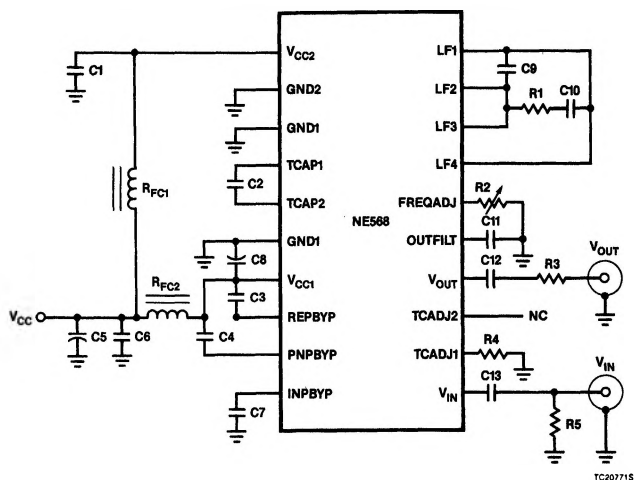 C1
VCC2
GND2
GND1
TCAP1
C2
TCAP2
GND1
C8
VCC1
C3
REPBYP
PNPBYP
INPBYP
RFC1
RFC2
VCC
C5
C6
C4
C7
NE568
LF1
C9
LF2
R1
C10
LF3
LF4
FREQADJ
R2
C11
OUTFILT
C12
VOUT
R3
VOUT
TCADJ2
NC
TCADJ1
R4
C13
VIN
VIN
R5
TC20771S